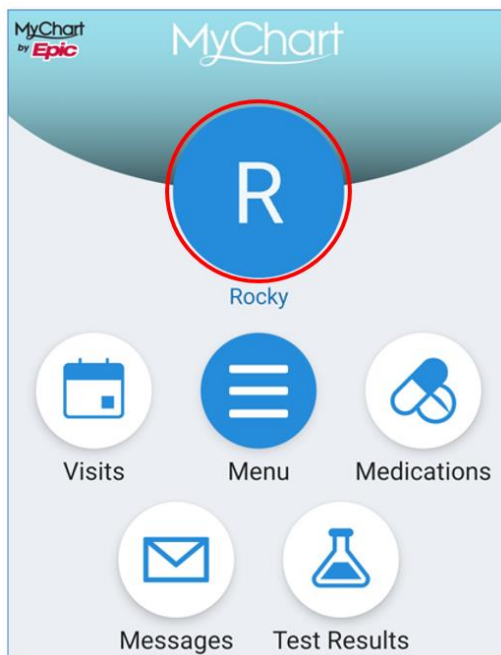 MyChart
by Epic
MyChart
R
Rocky
Visits
Menu
Medications
Messages
Test Results